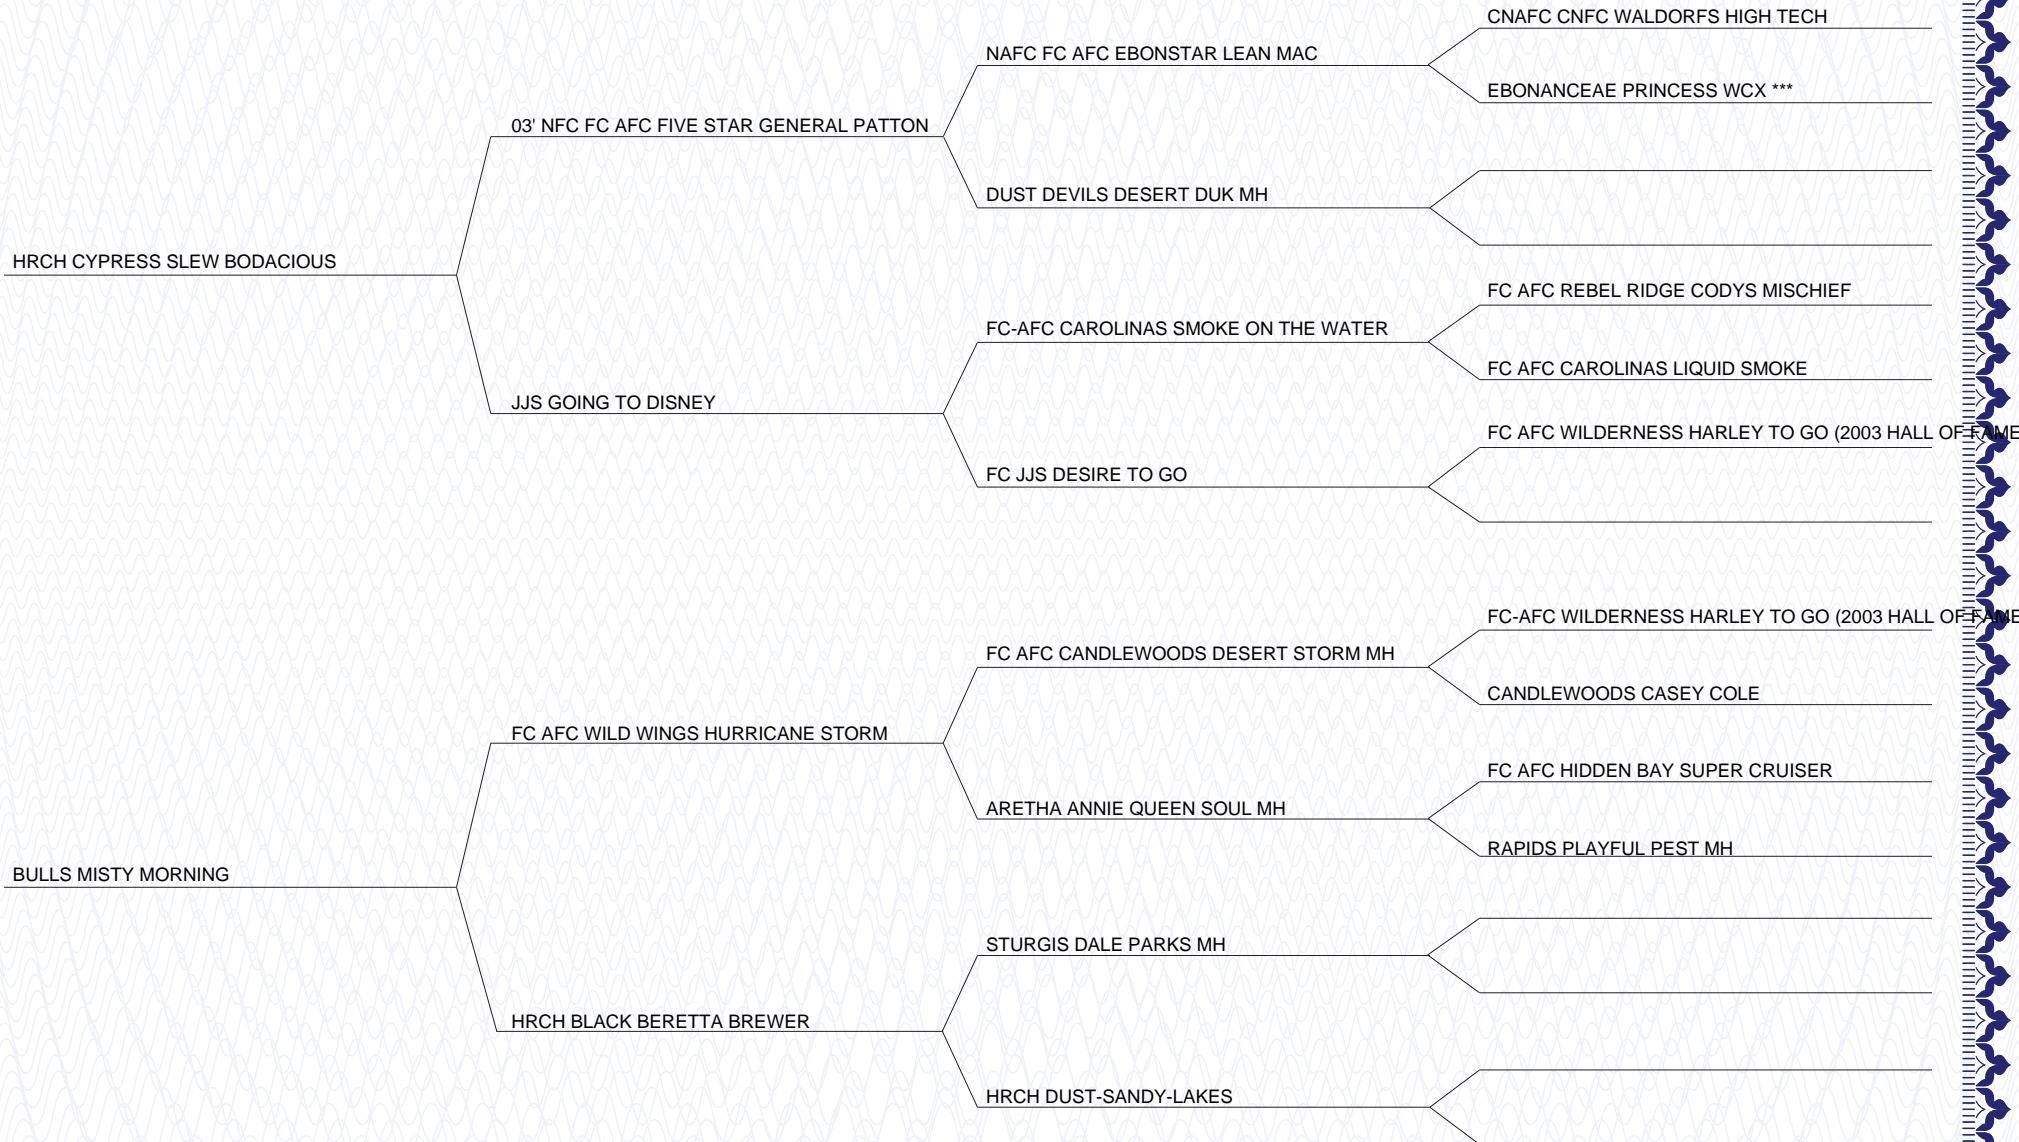 CNAFC CNFC WALDORFS HIGH TECH
NAFC FC AFC EBONSTAR LEAN MAC
EBONANCEAE PRINCESS WCX ***
03' NFC FC AFC FIVE STAR GENERAL PATTON
DUST DEVILS DESERT DUK MH
HRCH CYPRESS SLEW BODACIOUS
FC AFC REBEL RIDGE CODYS MISCHIEF
FC-AFC CAROLINAS SMOKE ON THE WATER
FC AFC CAROLINAS LIQUID SMOKE
JJS GOING TO DISNEY
FC AFC WILDERNESS HARLEY TO GO (2003 HALL OF FAME
FC JJS DESIRE TO GO
FC-AFC WILDERNESS HARLEY TO GO (2003 HALL OF FAME
FC AFC CANDLEWOODS DESERT STORM MH
CANDLEWOODS CASEY COLE
FC AFC WILD WINGS HURRICANE STORM
FC AFC HIDDEN BAY SUPER CRUISER
ARETHA ANNIE QUEEN SOUL MH
RAPIDS PLAYFUL PEST MH
BULLS MISTY MORNING
STURGIS DALE PARKS MH
HRCH BLACK BERETTA BREWER
HRCH DUST-SANDY-LAKES